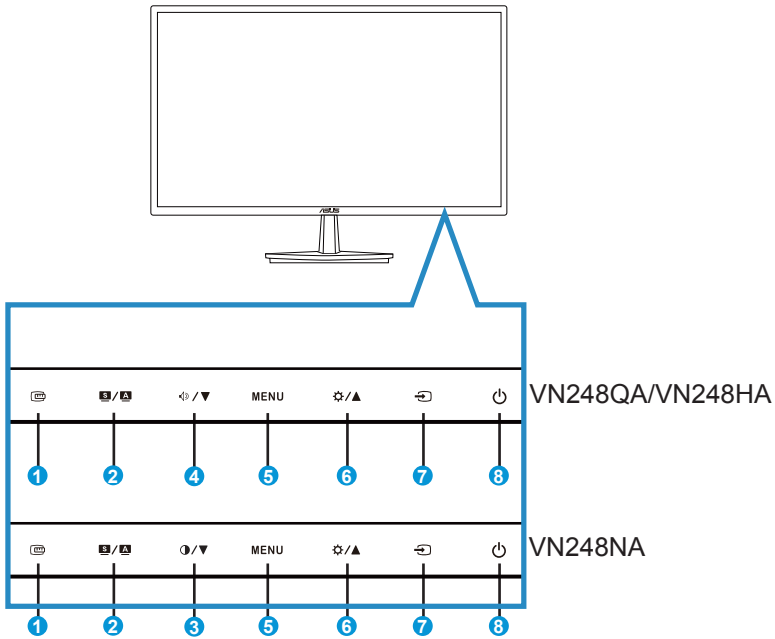 ASUS
S / A / MENU / VN248QA/VN248HA
1 2 4 5 6 7 8
S / A / MENU / VN248NA
1 2 3 5 6 7 8